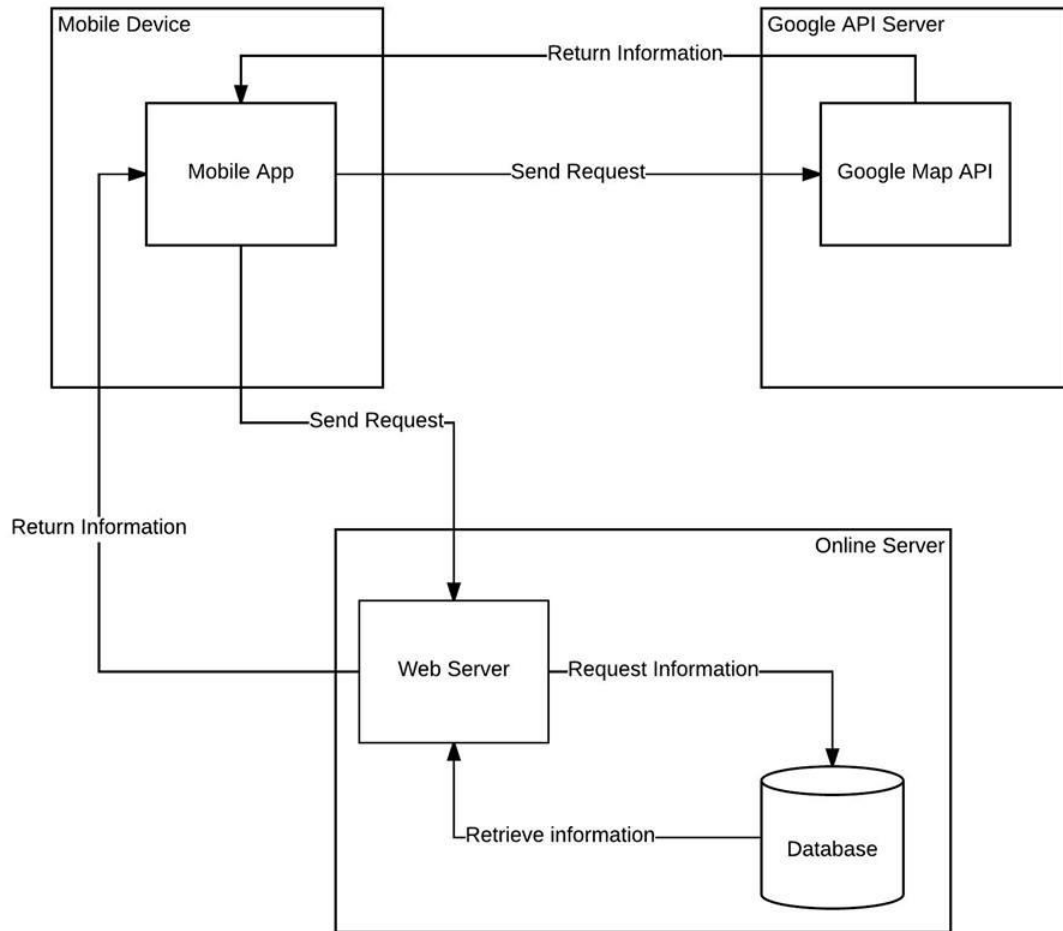 Mobile Device
Google API Server
Return Information
Mobile App
Send Request
Google Map API
Send Request
Return Information
Online Server
Web Server
Request Information
Retrieve information
Database